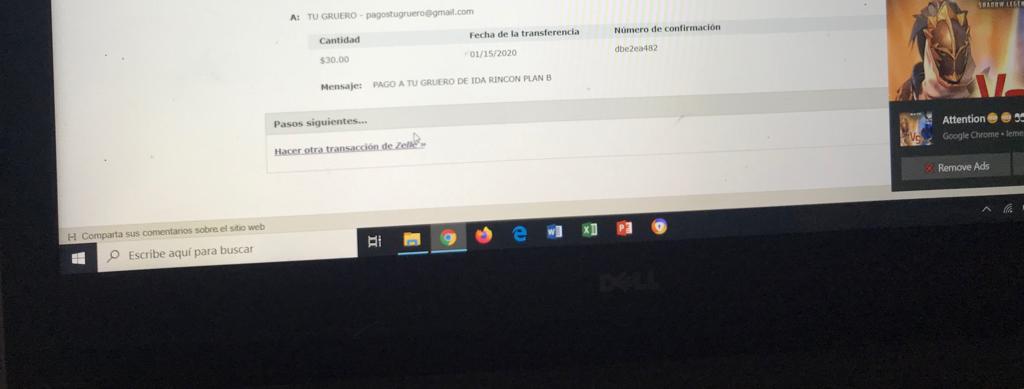 A: TU GRUERO - pagostugruero@gmail.com
Cantidad Fecha de la transferencia Número de confirmación
$30.00 01/15/2020 dbe2ea482
Mensaje: PAGO A TU GRUERO DE IDA RINCON PLAN B
Pasos siguientes...
Hacer otra transacción de Zelle »
SHADOW
Vs
Attention
Google Chrome •
Remove Ads
Comparta sus comentarios sobre el sitio web
Escribe aquí para buscar
DELL